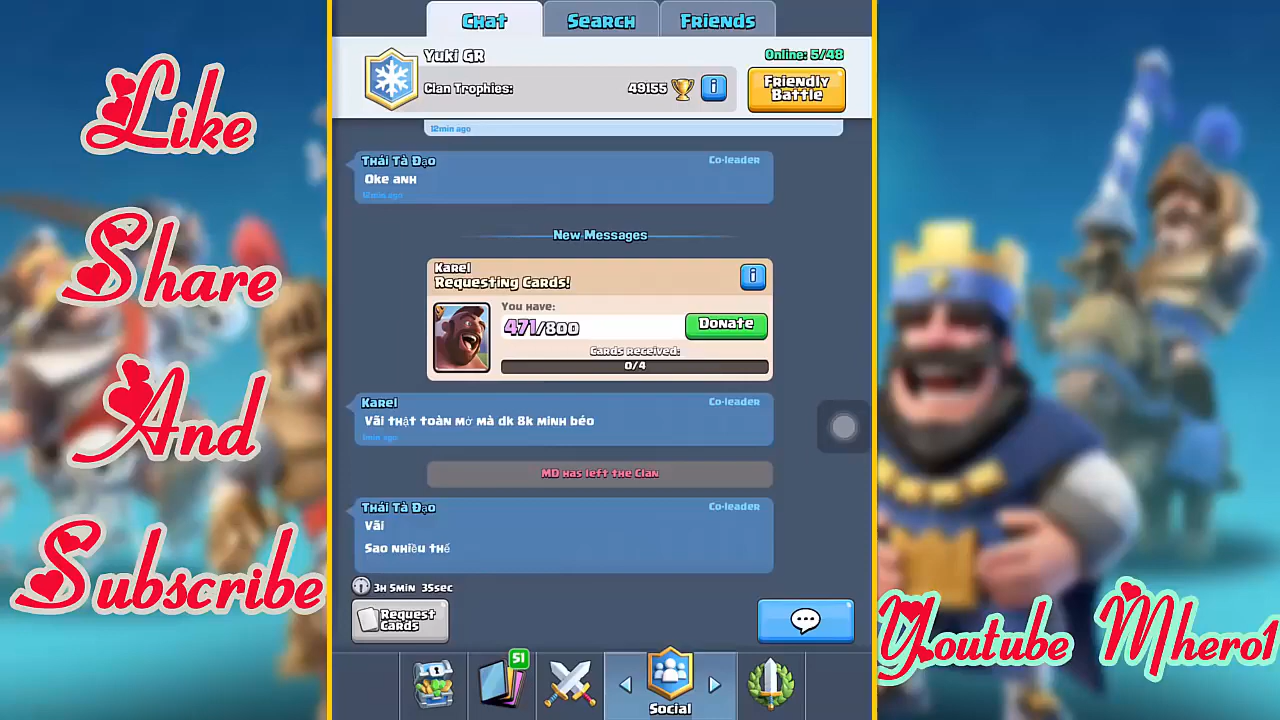 Like
Share
And
Subscribe
Chat
Search
Friends
Yuki GR
Online: 5/48
Clan Trophies:
49155
Friendly
Battle
12min ago
Thái Tà Đạo
Co-leader
Oke anh
12min ago
New Messages
Karel
Requesting Cards!
You have:
471/800
Donate
Cards received:
0/4
Karel
Co-leader
Vãi thật toàn mở mà dk 8k mình béo
MD has left the Clan
Thái Tà Đạo
Co-leader
Vãi
Sao nhiều thế
3h 5min 35sec
Request
Cards
51
Social
Youtube Mhero1